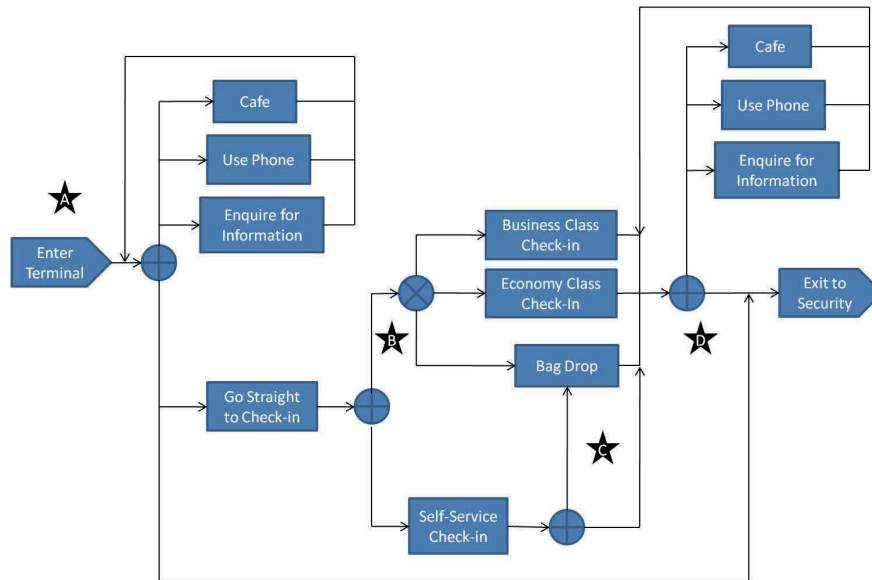 Cafe
Use Phone
Enquire for
Information
A
Enter
Terminal
Go Straight
to Check-in
B
Business Class
Check-in
Economy Class
Check-In
Bag Drop
C
Self-Service
Check-in
Cafe
Use Phone
Enquire for
Information
D
Exit to
Security